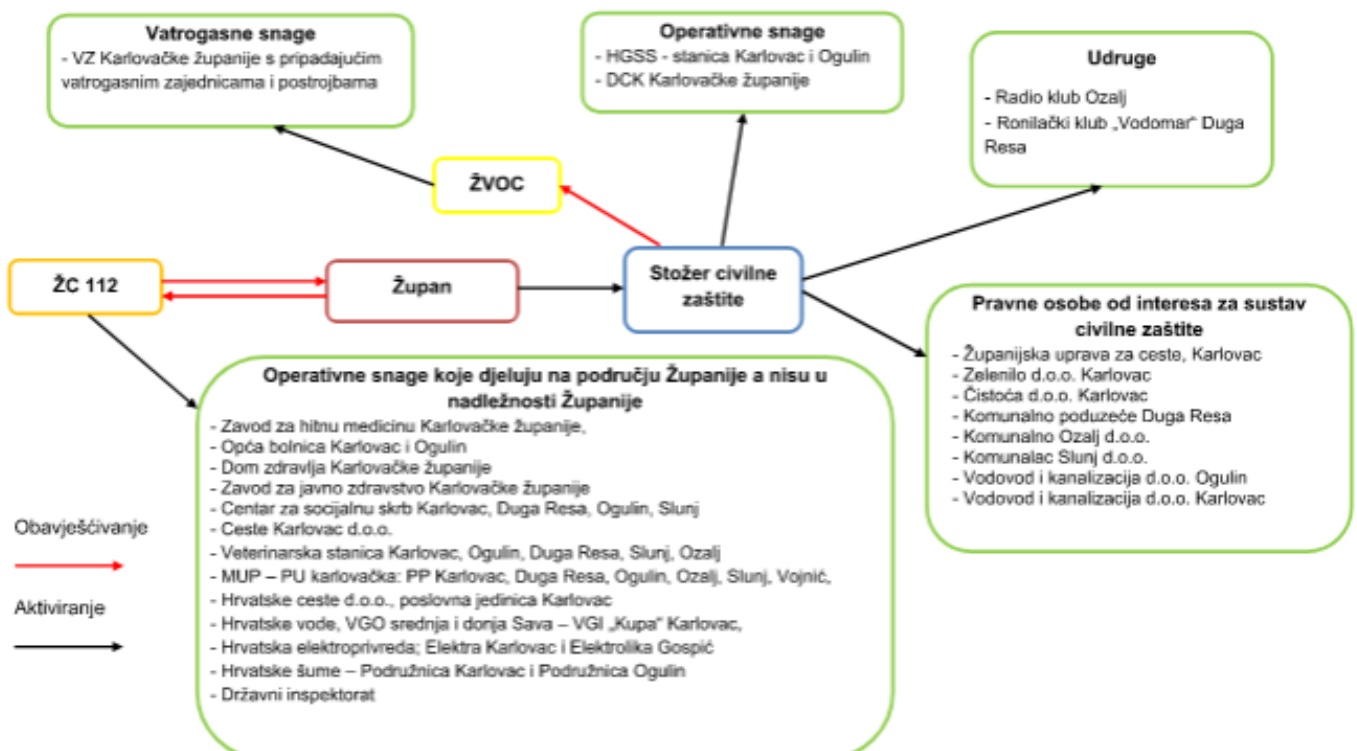 Vatrogasne snage
- VZ Karlovačke županije s pripadajućim
vatrogasnim zajednicama i postrojbama
Operativne snage
- HGSS - stanica Karlovac i Ogulin
- DCK Karlovačke županije
Udruge
- Radio klub Ozalj
- Ronilački klub „Vodomar“ Duga
Resa
ŽVOC
ŽC 112
Župan
Stožer civilne
zaštite
Pravne osobe od interesa za sustav
civilne zaštite
- Županijska uprava za ceste, Karlovac
- Zelenilo d.o.o. Karlovac
- Čistoća d.o.o. Karlovac
- Komunalno poduzeće Duga Resa
- Komunalno Ozalj d.o.o.
- Komunalac Slunj d.o.o.
- Vodovod i kanalizacija d.o.o. Ogulin
- Vodovod i kanalizacija d.o.o. Karlovac
Operativne snage koje djeluju na području Županije a nisu u
nadležnosti Županije
- Zavod za hitnu medicinu Karlovačke županije,
- Opća bolnica Karlovac i Ogulin
- Dom zdravlja Karlovačke županije
- Zavod za javno zdravstvo Karlovačke županije
- Centar za socijalnu skrb Karlovac, Duga Resa, Ogulin, Slunj
- Ceste Karlovac d.o.o.
- Veterinarska stanica Karlovac, Ogulin, Duga Resa, Slunj, Ozalj
- MUP – PU karlovačka: PP Karlovac, Duga Resa, Ogulin, Ozalj, Slunj, Vojnić,
- Hrvatske ceste d.o.o., poslovna jedinica Karlovac
- Hrvatske vode, VGO srednja i donja Sava – VGI „Kupa“ Karlovac,
- Hrvatska elektroprivreda; Elektra Karlovac i Elektrolika Gospić
- Hrvatske šume – Podružnica Karlovac i Podružnica Ogulin
- Državni inspektorat
Obavješćivanje
Aktiviranje